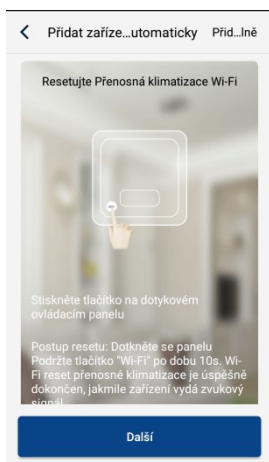 Přidat zaříze...utomaticky Přid...lně
Resetujte Přenosná klimatizace Wi-Fi
Stiskněte tlačítko na dotykovém
ovládacím panelu
Postup resetu: Dotkněte se panelu
Podržte tlačítko "Wi-Fi" po dobu 10s. Wi-
Fi reset přenosné klimatizace je úspěšně
dokončen, jakmile zařízení vydá zvukový
signál
Další